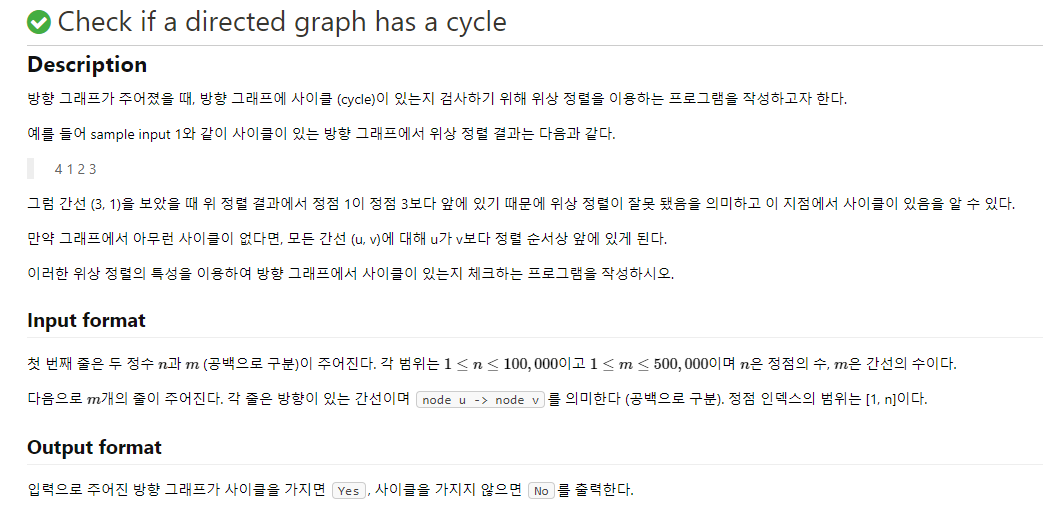 Check if a directed graph has a cycle
Description
방향 그래프가 주어졌을 때, 방향 그래프에 사이클 (cycle)이 있는지 검사하기 위해 위상 정렬을 이용하는 프로그램을 작성하고자 한다.
예를 들어 sample input 1와 같이 사이클이 있는 방향 그래프에서 위상 정렬 결과는 다음과 같다.
4 1 2 3
그럼 간선 (3, 1)을 보았을 때 위 정렬 결과에서 정점 1이 정점 3보다 앞에 있기 때문에 위상 정렬이 잘못 됐음을 의미하고 이 지점에서 사이클이 있음을 알 수 있다.
만약 그래프에서 아무런 사이클이 없다면, 모든 간선 (u, v)에 대해 u가 v보다 정렬 순서상 앞에 있게 된다.
이러한 위상 정렬의 특성을 이용하여 방향 그래프에서 사이클이 있는지 체크하는 프로그램을 작성하시오.
Input format
첫 번째 줄은 두 정수 n과 m (공백으로 구분)이 주어진다. 각 범위는 1 ≤ n ≤ 100,000이고 1 ≤ m ≤ 500,000이며 n은 정점의 수, m은 간선의 수이다.
다음으로 m개의 줄이 주어진다. 각 줄은 방향이 있는 간선이며 node u -> node v 를 의미한다 (공백으로 구분). 정점 인덱스의 범위는 [1, n]이다.
Output format
입력으로 주어진 방향 그래프가 사이클을 가지면 Yes , 사이클을 가지지 않으면 No 를 출력한다.